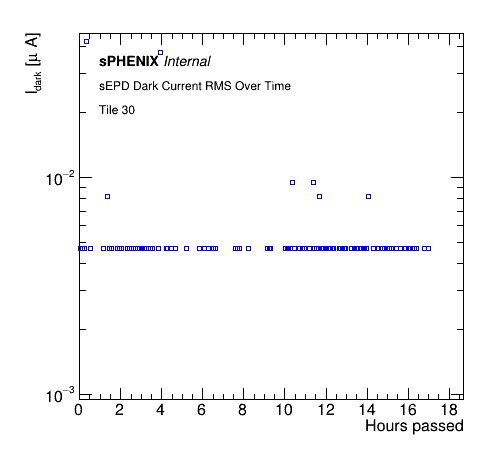 I_dark [μ A]
sPHENIX Internal
sEPD Dark Current RMS Over Time
Tile 30
10⁻²
10⁻³
0 2 4 6 8 10 12 14 16 18
Hours passed